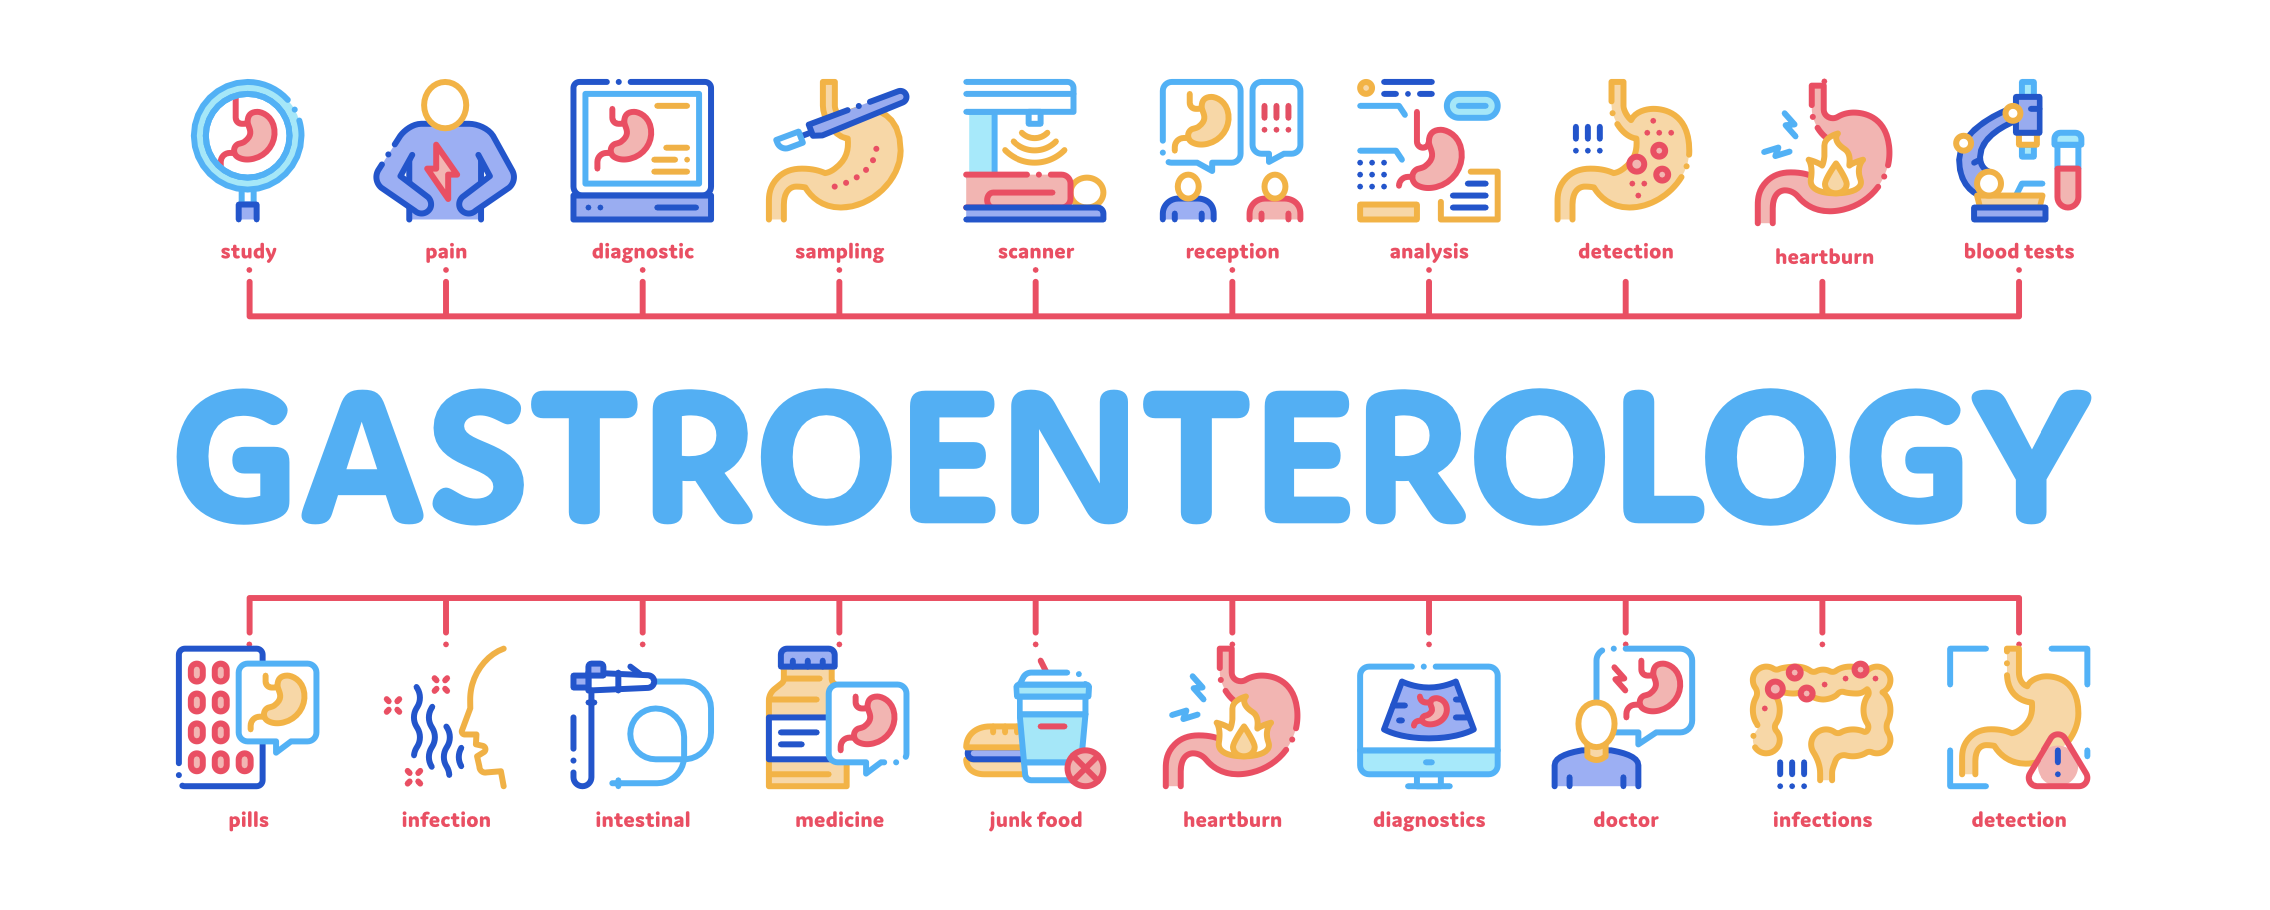 study pain diagnostic sampling scanner reception analysis detection heartburn blood tests
GASTROENTEROLOGY
pills infection intestinal medicine junk food heartburn diagnostics doctor infections detection